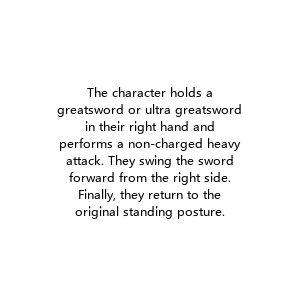 The character holds a
greatsword or ultra greatsword
in their right hand and
performs a non-charged heavy
attack. They swing the sword
forward from the right side.
Finally, they return to the
original standing posture.